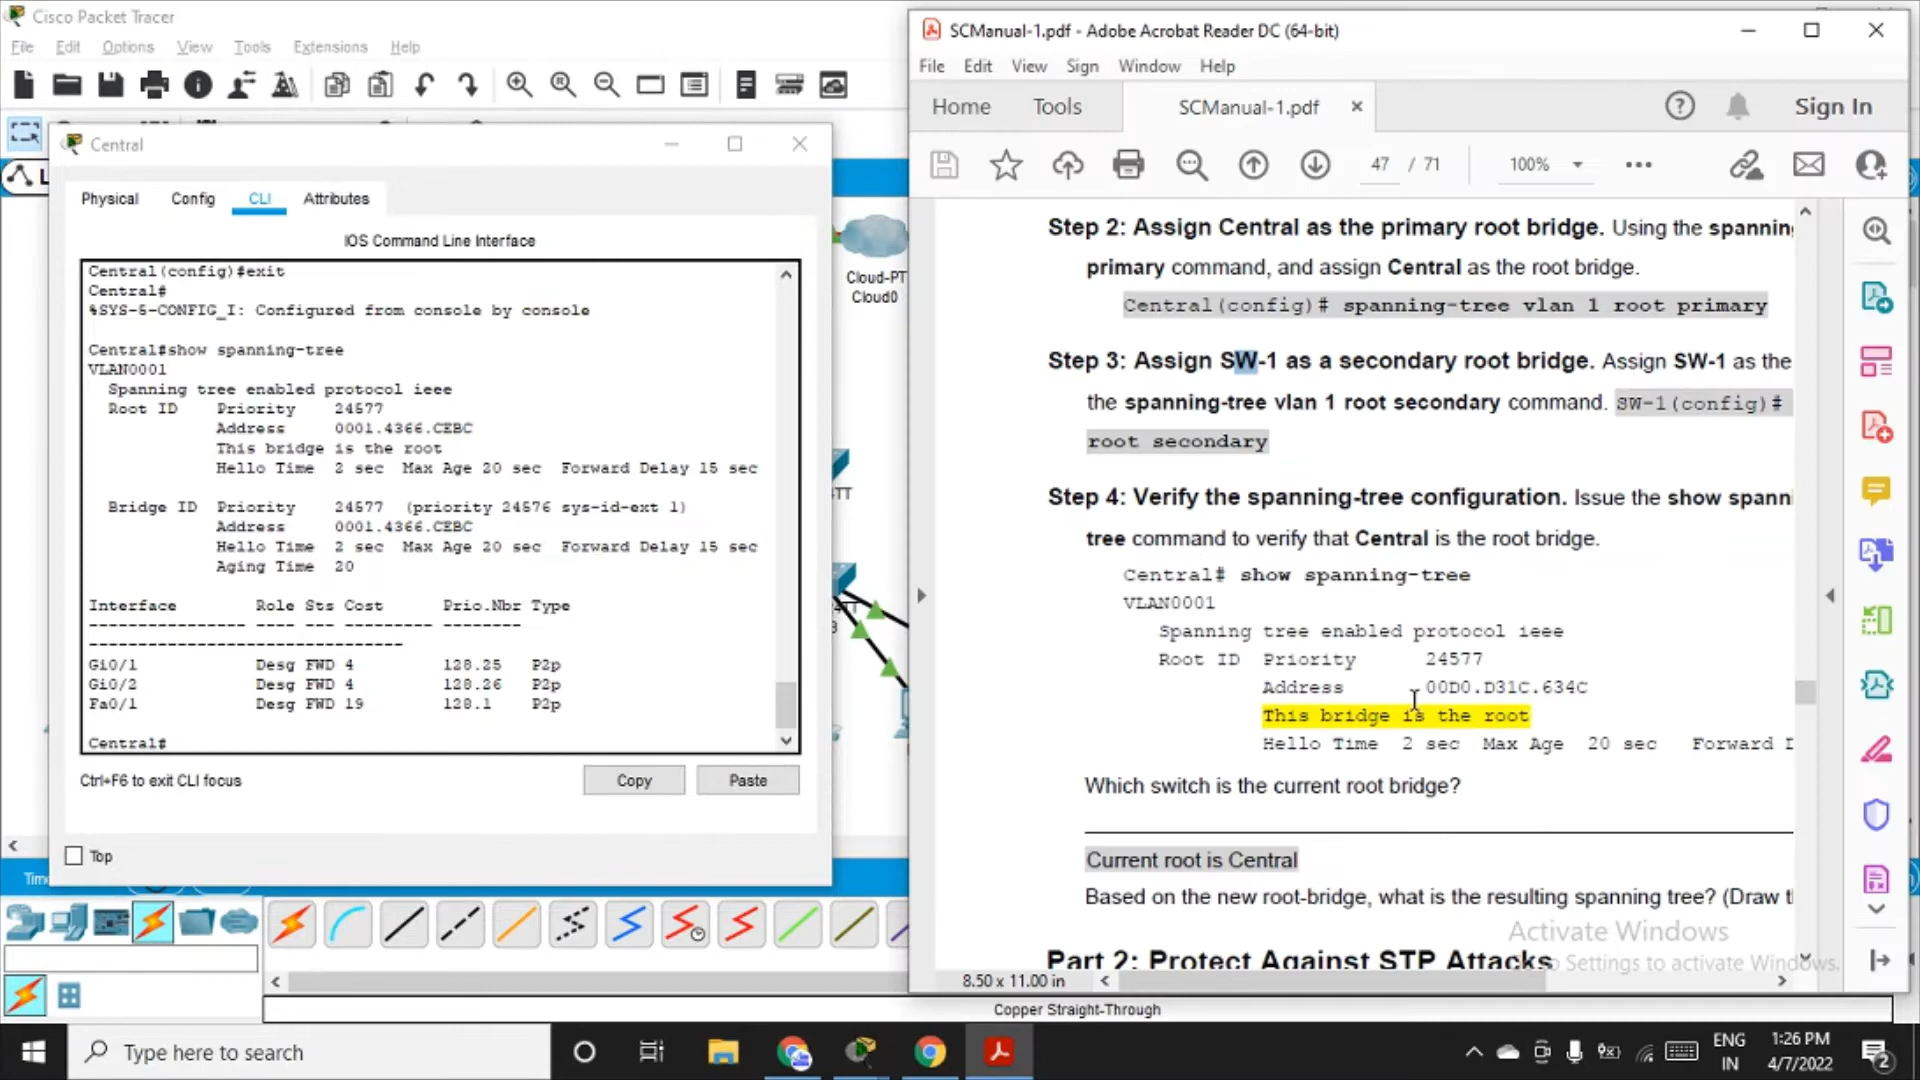 Cisco Packet Tracer
File Edit Options View Tools Extensions Help
Central
Physical Config CLI Attributes
IOS Command Line Interface
Central(config)#exit
Central#
%SYS-5-CONFIG_I: Configured from console by console
Central#show spanning-tree
VLAN0001
Spanning tree enabled protocol ieee
Root ID Priority 24577
Address 0001.4366.CEBC
This bridge is the root
Hello Time 2 sec Max Age 20 sec Forward Delay 15 sec
Bridge ID Priority 24577 (priority 24576 sys-id-ext 1)
Address 0001.4366.CEBC
Hello Time 2 sec Max Age 20 sec Forward Delay 15 sec
Aging Time 20
Interface Role Sts Cost Prio.Nbr Type
---------------- ---- --- --------- --------
--------------------------------
Gi0/1 Desg FWD 4 128.25 P2p
Gi0/2 Desg FWD 4 128.26 P2p
Fa0/1 Desg FWD 19 128.1 P2p
Central#
Ctrl+F6 to exit CLI focus
Copy Paste
Top
Cloud-PT
Cloud0
Copper Straight-Through
SCManual-1.pdf - Adobe Acrobat Reader DC (64-bit)
File Edit View Sign Window Help
Home Tools SCManual-1.pdf × Sign In
47 / 71 100%
Step 2: Assign Central as the primary root bridge. Using the spanning
primary command, and assign Central as the root bridge.
Central(config)# spanning-tree vlan 1 root primary
Step 3: Assign SW-1 as a secondary root bridge. Assign SW-1 as the
the spanning-tree vlan 1 root secondary command. SW-1(config)#
root secondary
Step 4: Verify the spanning-tree configuration. Issue the show spanni
tree command to verify that Central is the root bridge.
Central# show spanning-tree
VLAN0001
Spanning tree enabled protocol ieee
Root ID Priority 24577
Address 00D0.D31C.634C
This bridge is the root
Hello Time 2 sec Max Age 20 sec Forward D
Which switch is the current root bridge?
Current root is Central
Based on the new root-bridge, what is the resulting spanning tree? (Draw t
Part 2: Protect Against STP Attacks
Activate Windows
Settings to activate Windows.
8.50 x 11.00 in
Type here to search
ENG
IN
1:26 PM
4/7/2022
2